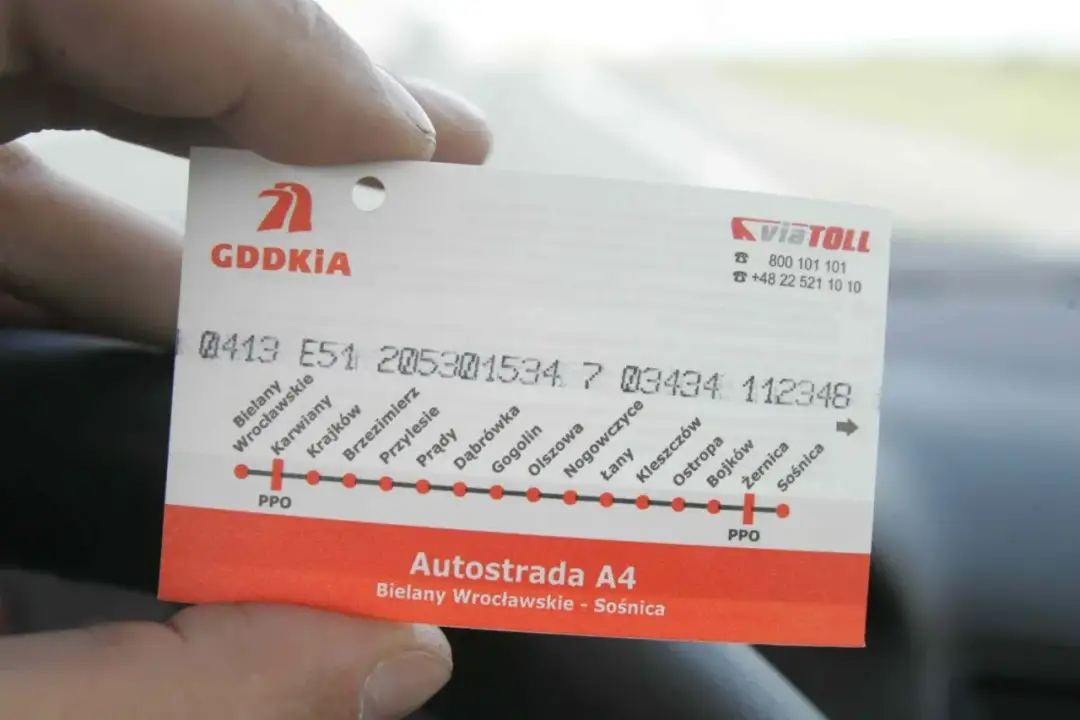 GDDKiA
viaTOLL
☎ 800 101 101
☎ +48 22 521 10 10
0413 E51 205301534 7 03434 112348
Bielany
Wrocławskie
Karwiany
Krajków
Brzezimierz
Przylesie
Prądy
Dąbrówka
Gogolin
Olszowa
Nogowczyce
Łany
Kleszczów
Ostropa
Bojków
Żernica
Sośnica
PPO
PPO
Autostrada A4
Bielany Wrocławskie - Sośnica